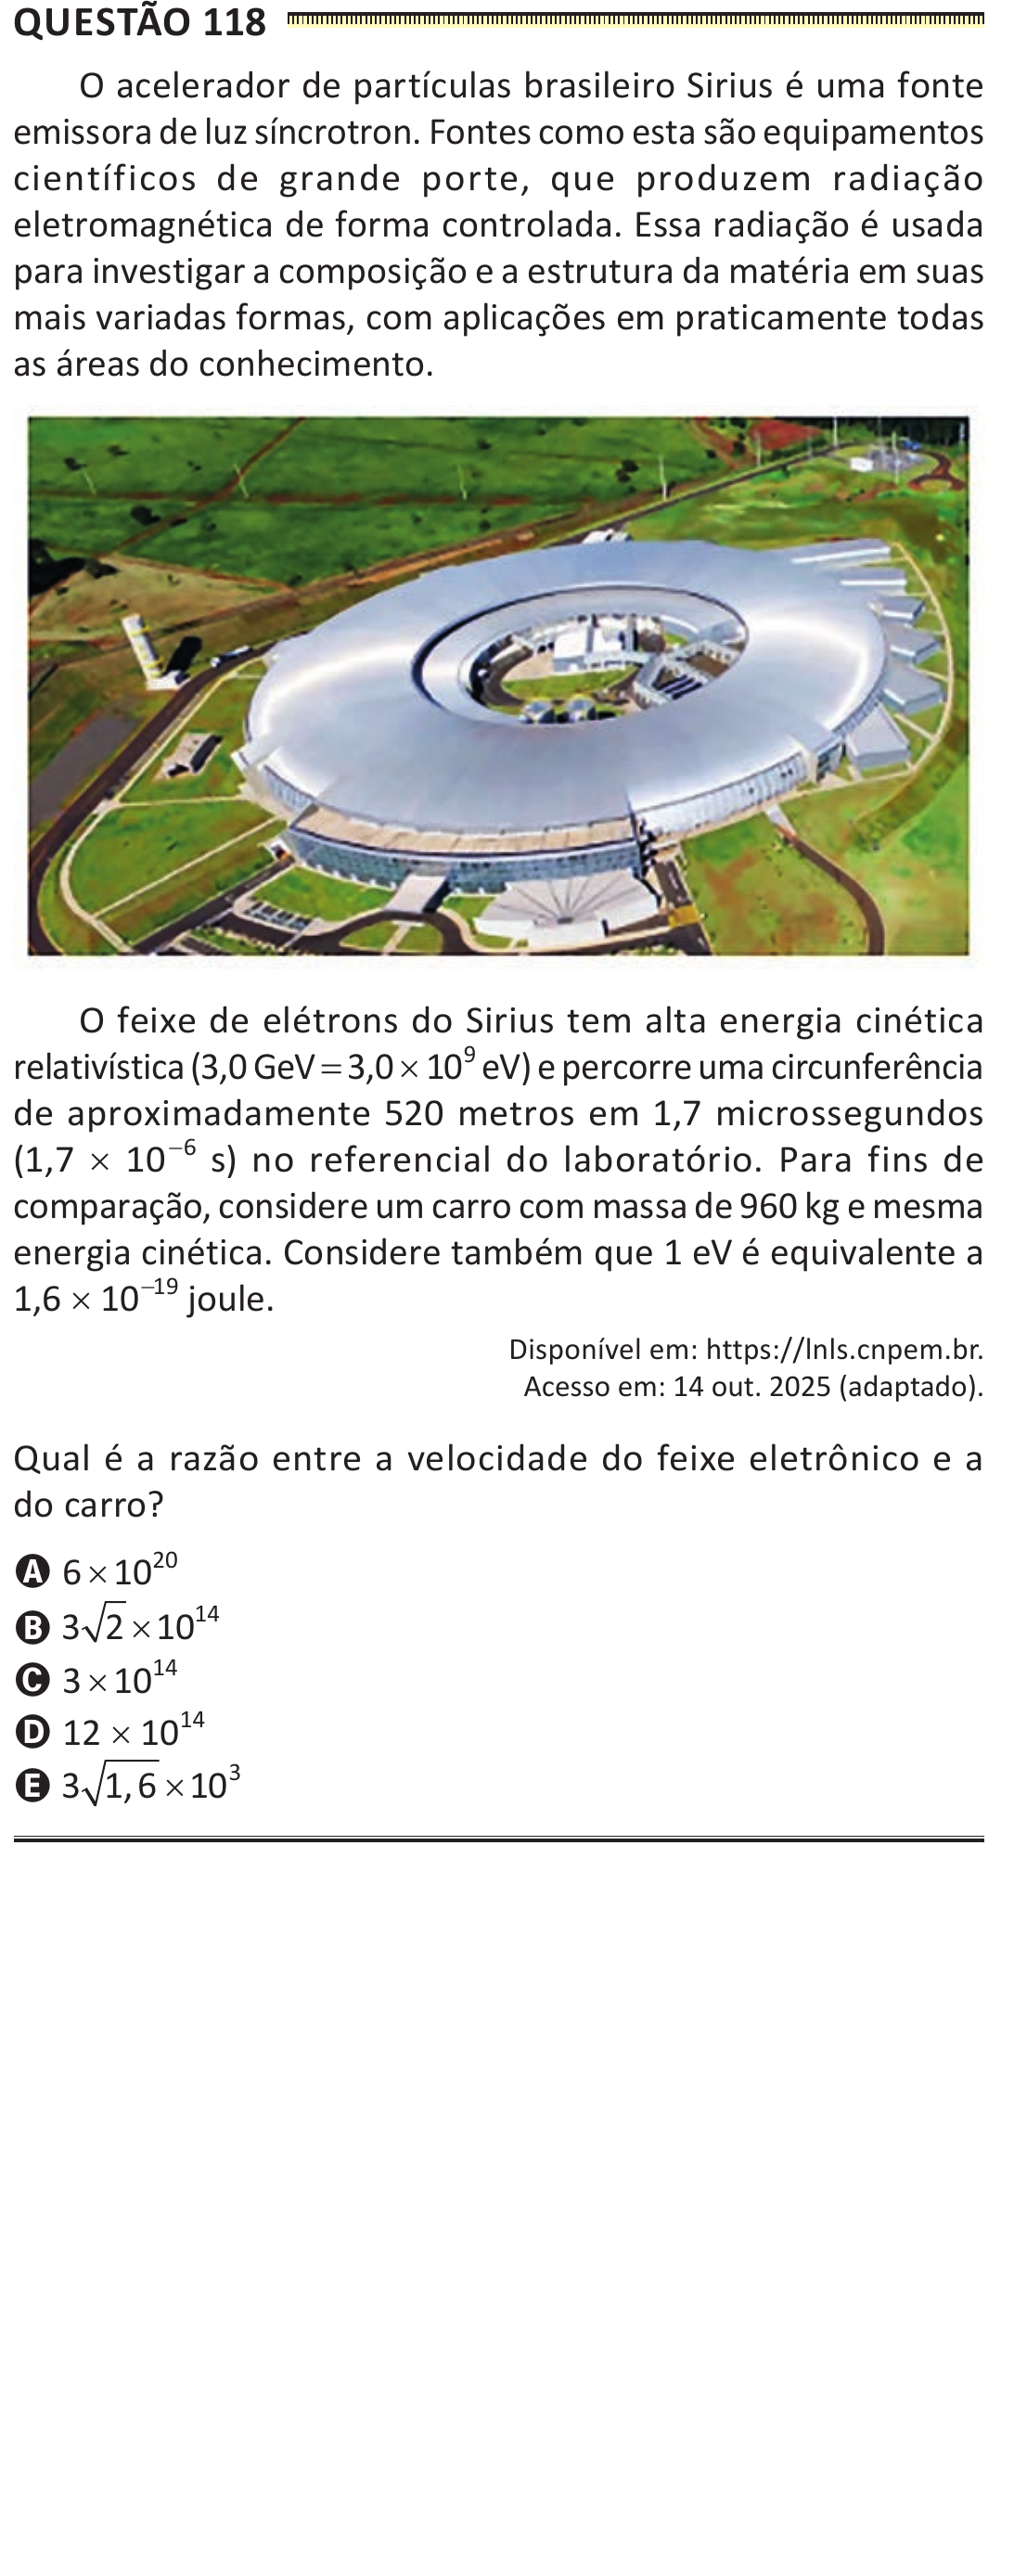 QUESTÃO 118
O acelerador de partículas brasileiro Sirius é uma fonte
emissora de luz síncrotron. Fontes como esta são equipamentos
científicos de grande porte, que produzem radiação
eletromagnética de forma controlada. Essa radiação é usada
para investigar a composição e a estrutura da matéria em suas
mais variadas formas, com aplicações em praticamente todas
as áreas do conhecimento.
O feixe de elétrons do Sirius tem alta energia cinética
relativística (3,0 GeV = 3,0 × 10⁹ eV) e percorre uma circunferência
de aproximadamente 520 metros em 1,7 microssegundos
(1,7 × 10⁻⁶ s) no referencial do laboratório. Para fins de
comparação, considere um carro com massa de 960 kg e mesma
energia cinética. Considere também que 1 eV é equivalente a
1,6 × 10⁻¹⁹ joule.
Disponível em: https://lnls.cnpem.br.
Acesso em: 14 out. 2025 (adaptado).
Qual é a razão entre a velocidade do feixe eletrônico e a
do carro?
A 6 × 10²⁰
B 3√2 × 10¹⁴
C 3 × 10¹⁴
D 12 × 10¹⁴
E 3√1,6 × 10³